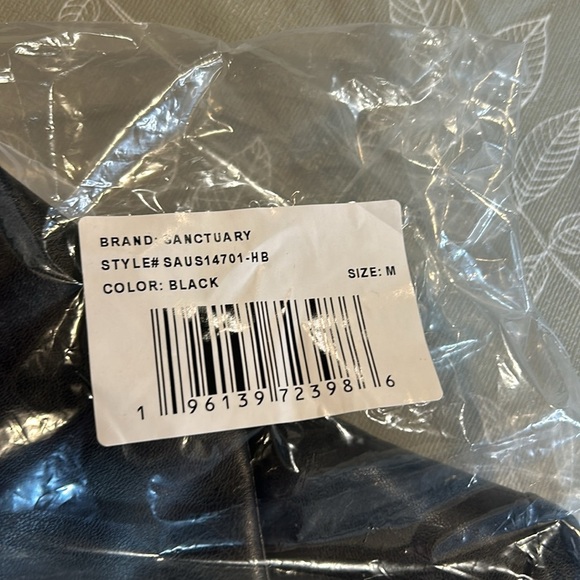 BRAND: SANCTUARY
STYLE# SAUS14701-HB
COLOR: BLACK SIZE: M
1 96139 72398 6